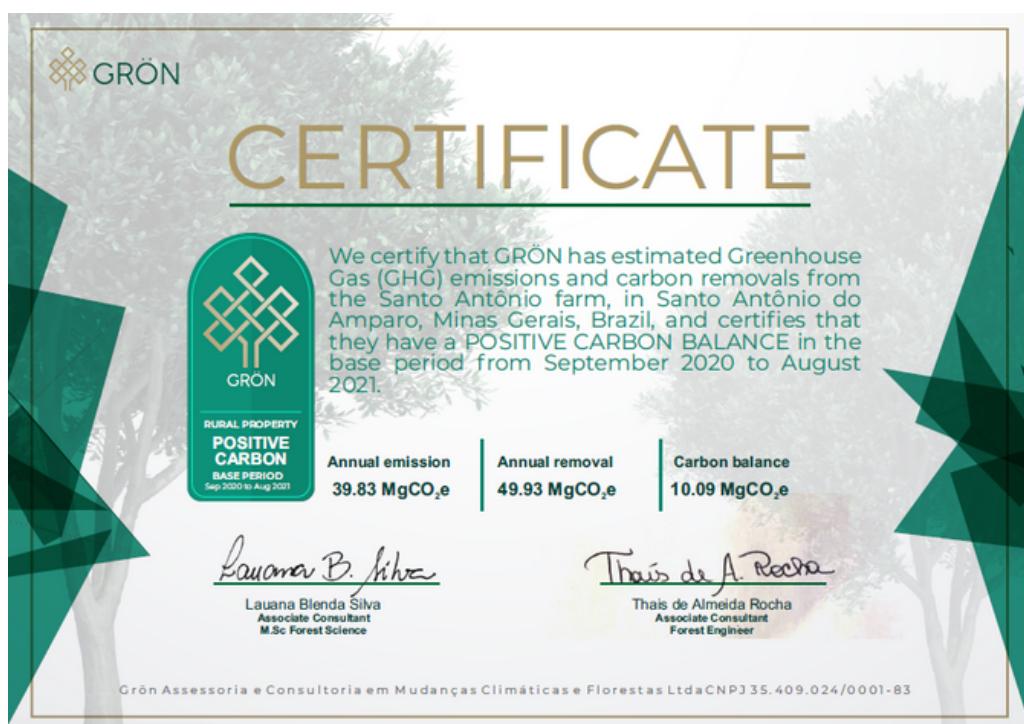 GRÖN
CERTIFICATE
We certify that GRÖN has estimated Greenhouse
Gas (GHG) emissions and carbon removals from
the Santo Antônio farm, in Santo Antônio do
Amparo, Minas Gerais, Brazil, and certifies that
they have a POSITIVE CARBON BALANCE in the
base period from September 2020 to August
2021.
GRÖN
RURAL PROPERTY
POSITIVE
CARBON
BASE PERIOD
Sep 2020 to Aug 2021
Annual emission
39.83 MgCO₂e
Annual removal
49.93 MgCO₂e
Carbon balance
10.09 MgCO₂e
Lauana B. Silva
Lauana Blenda Silva
Associate Consultant
M.Sc Forest Science
Thaís de A. Rocha
Thais de Almeida Rocha
Associate Consultant
Forest Engineer
Grön Assessoria e Consultoria em Mudanças Climáticas e Florestas Ltda CNPJ 35.409.024/0001-83